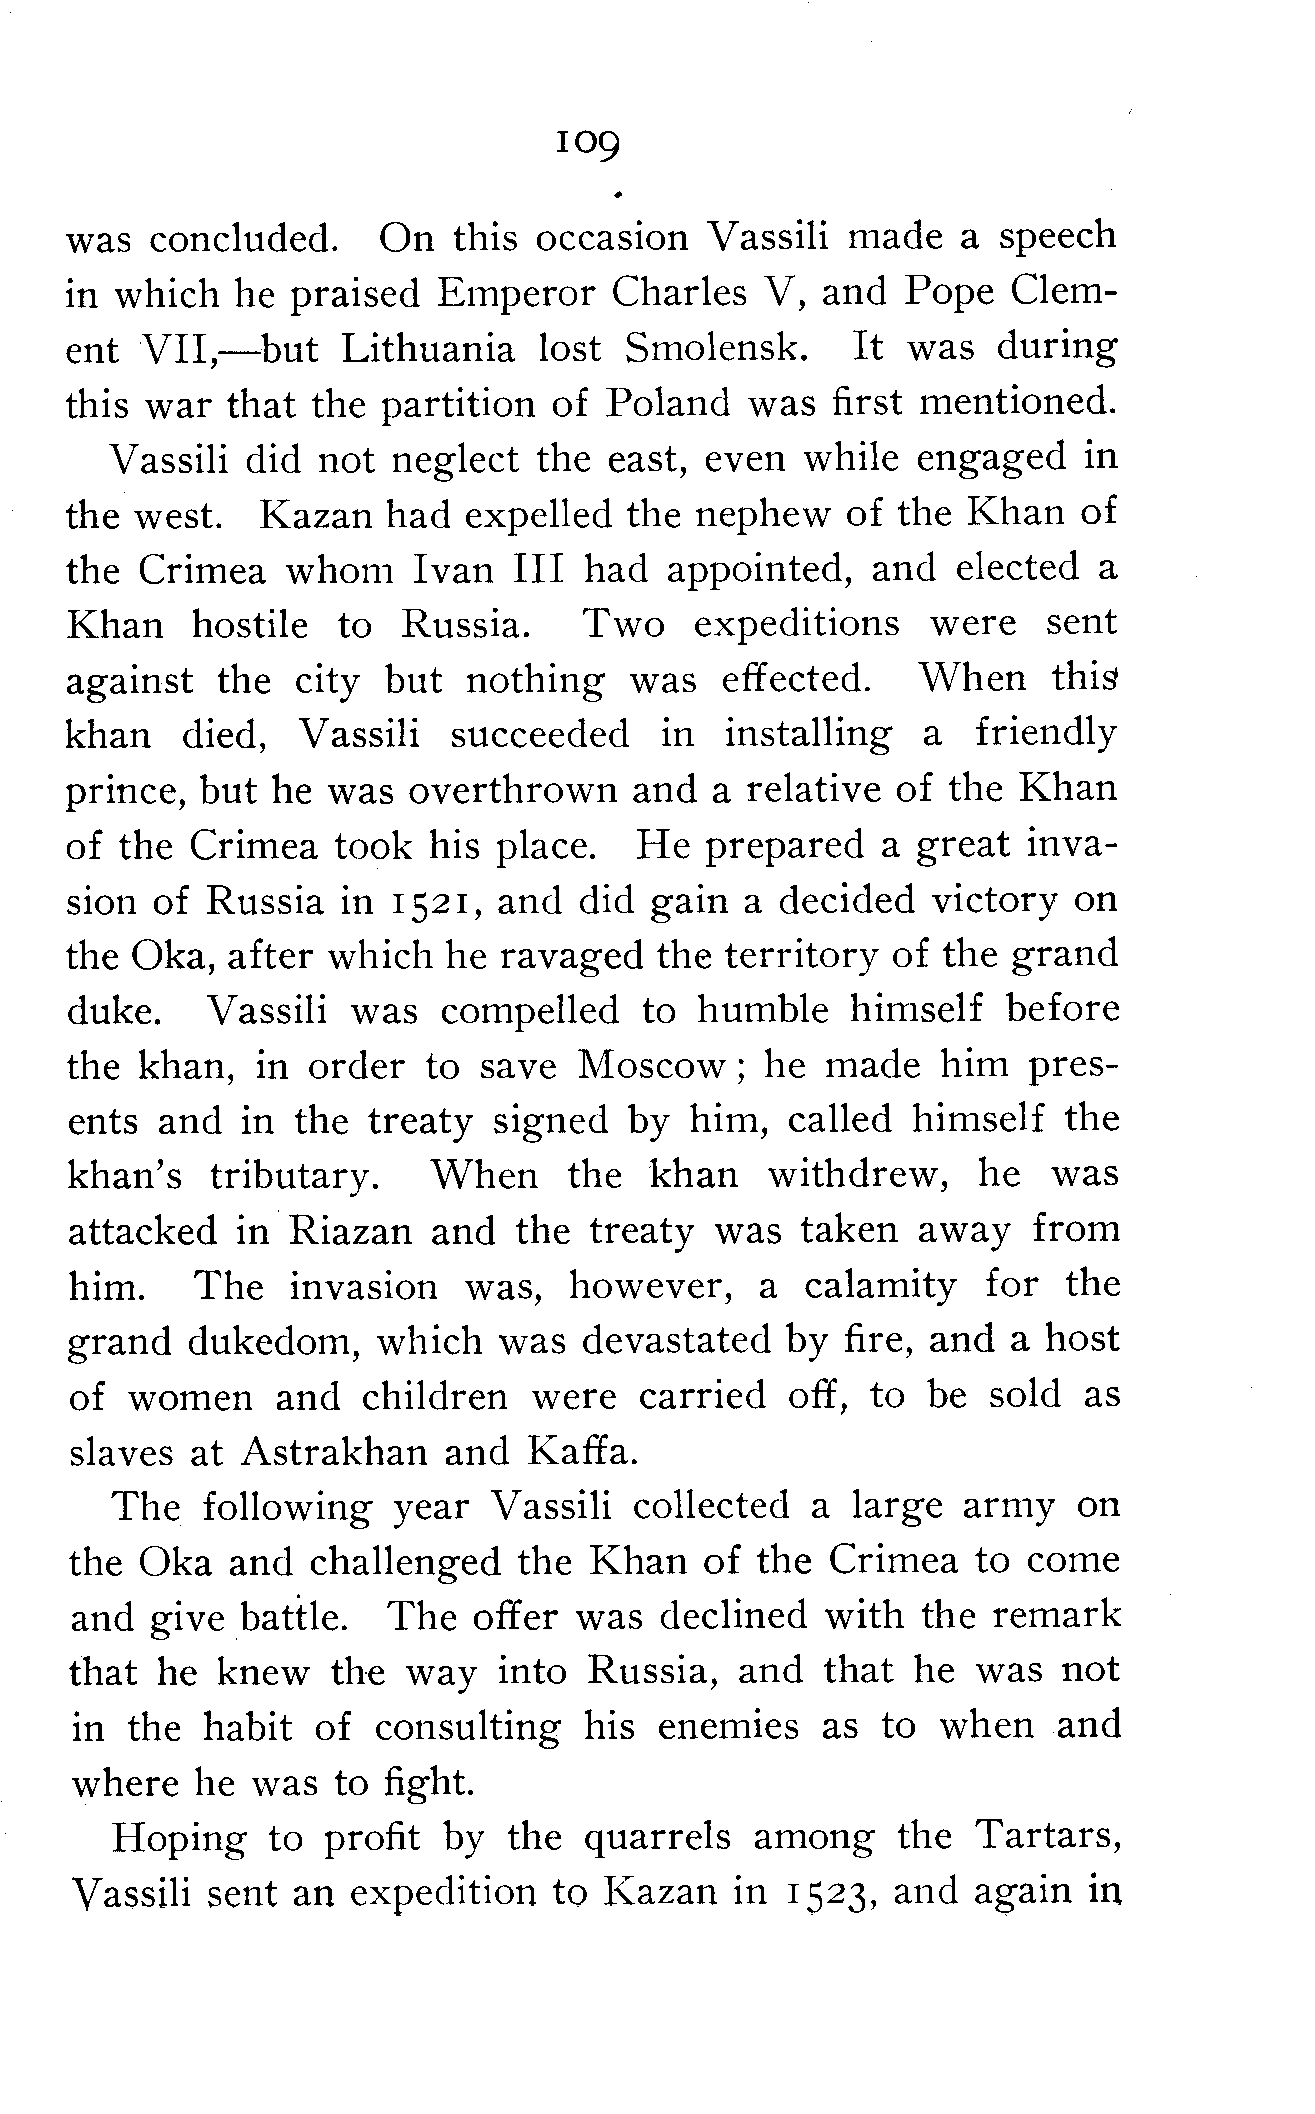 109
was concluded. On this occasion Vassili made a speech
in which he praised Emperor Charles V, and Pope Clem-
ent VII,—but Lithuania lost Smolensk. It was during
this war that the partition of Poland was first mentioned.
Vassili did not neglect the east, even while engaged in
the west. Kazan had expelled the nephew of the Khan of
the Crimea whom Ivan III had appointed, and elected a
Khan hostile to Russia. Two expeditions were sent
against the city but nothing was effected. When this
khan died, Vassili succeeded in installing a friendly
prince, but he was overthrown and a relative of the Khan
of the Crimea took his place. He prepared a great inva-
sion of Russia in 1521, and did gain a decided victory on
the Oka, after which he ravaged the territory of the grand
duke. Vassili was compelled to humble himself before
the khan, in order to save Moscow; he made him pres-
ents and in the treaty signed by him, called himself the
khan's tributary. When the khan withdrew, he was
attacked in Riazan and the treaty was taken away from
him. The invasion was, however, a calamity for the
grand dukedom, which was devastated by fire, and a host
of women and children were carried off, to be sold as
slaves at Astrakhan and Kaffa.
The following year Vassili collected a large army on
the Oka and challenged the Khan of the Crimea to come
and give battle. The offer was declined with the remark
that he knew the way into Russia, and that he was not
in the habit of consulting his enemies as to when and
where he was to fight.
Hoping to profit by the quarrels among the Tartars,
Vassili sent an expedition to Kazan in 1523, and again in